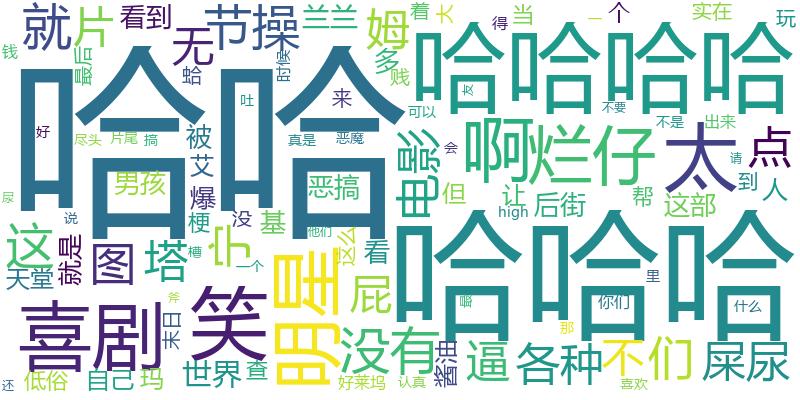 就片
看到
无
节操
兰兰
姆
着
大
当
得
一
个
实在
玩
钱
最后
蛤
时候
多
贱
哈哈
哈哈哈哈
好
吐
来
可以
友
不要
不是
出来
尽头
片尾
搞
被
艾
真是
恶魔
电影
会
啊
烂仔
太
点
请
男孩
爆
恶搞
但
让
high
后街
帮
这部
到
人
尿
说
梗
没
基
他们
这
就是
图
塔
槽
宁
一个
这么
看
哈哈哈
天堂
明星
屁
里
你们
什么
喜剧
斧
末日
笑
没有
酱油
逼
各种
那
不
们
屎尿
还
低俗
自己
玛
世界
查
好莱坞
认真
喜欢